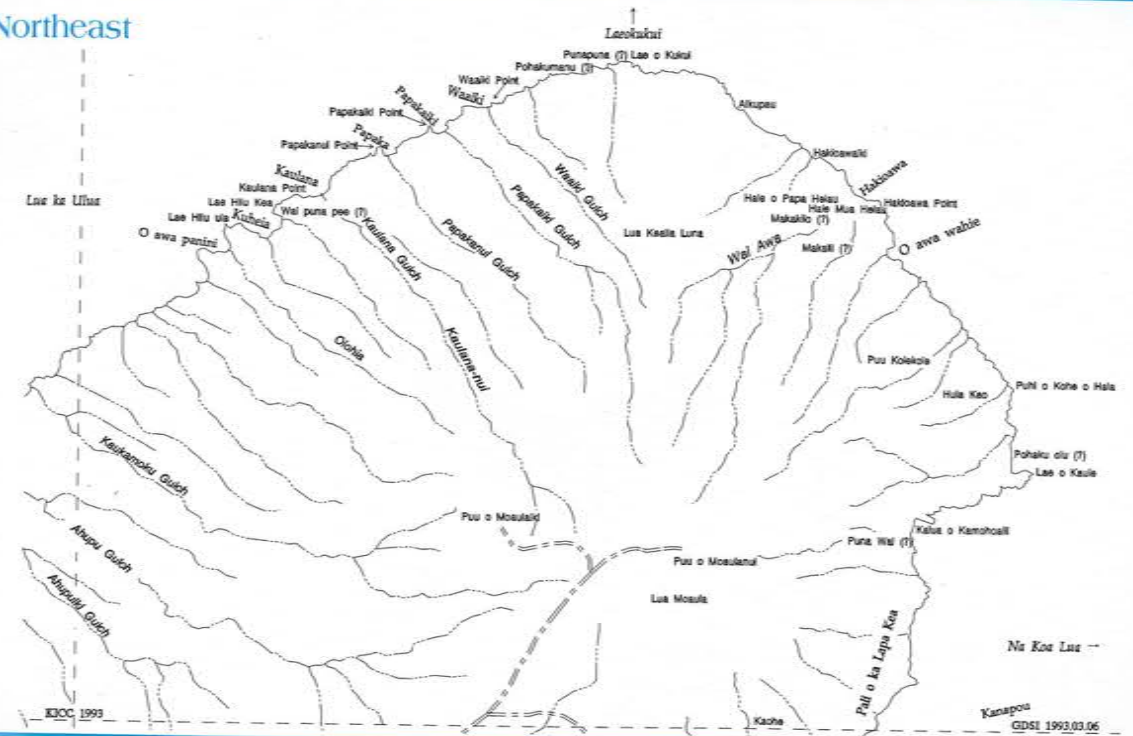 Northeast
Laeokukui
Punapuna (?) Lae o Kukui
Pohakumanu (?)
Waaiki Point
Waaiki
Papakaiki
Papakaiki Point
Papaka
Papakanui Point
Kaulana
Kaulana Point
Lae Hilu Kea
Wai puna pee (?)
Lae Hilu ula
Kuheia
O awa panini
Lua ka Ulua
Aikupau
Hakioawaiki
Hakioawa
Hale o Papa Heiau
Hakioawa Point
Hale Mua Heiau
Makakilo (?)
Wai Awa
Makaili (?)
O awa wahie
Lua Kealia Luna
Waaiki Gulch
Papakaiki Gulch
Papakanui Gulch
Kaulana Gulch
Kaulana-nui
Olohia
Puu Kolekole
Hula Kao
Puhi o Kohe o Hala
Pohaku olu (?)
Lae o Kaule
Kaukamoku Gulch
Ahupu Gulch
Ahupuiki Gulch
Puu o Moaulaiki
Puu o Moaulanui
Puna Wai (?)
Kalua o Kamohoalii
Lua Moaula
Pali o ka Lapa Kea
Na Koa Lua
Kanapou
Kaohe
KICC 1993
GDSI 1993.03.06